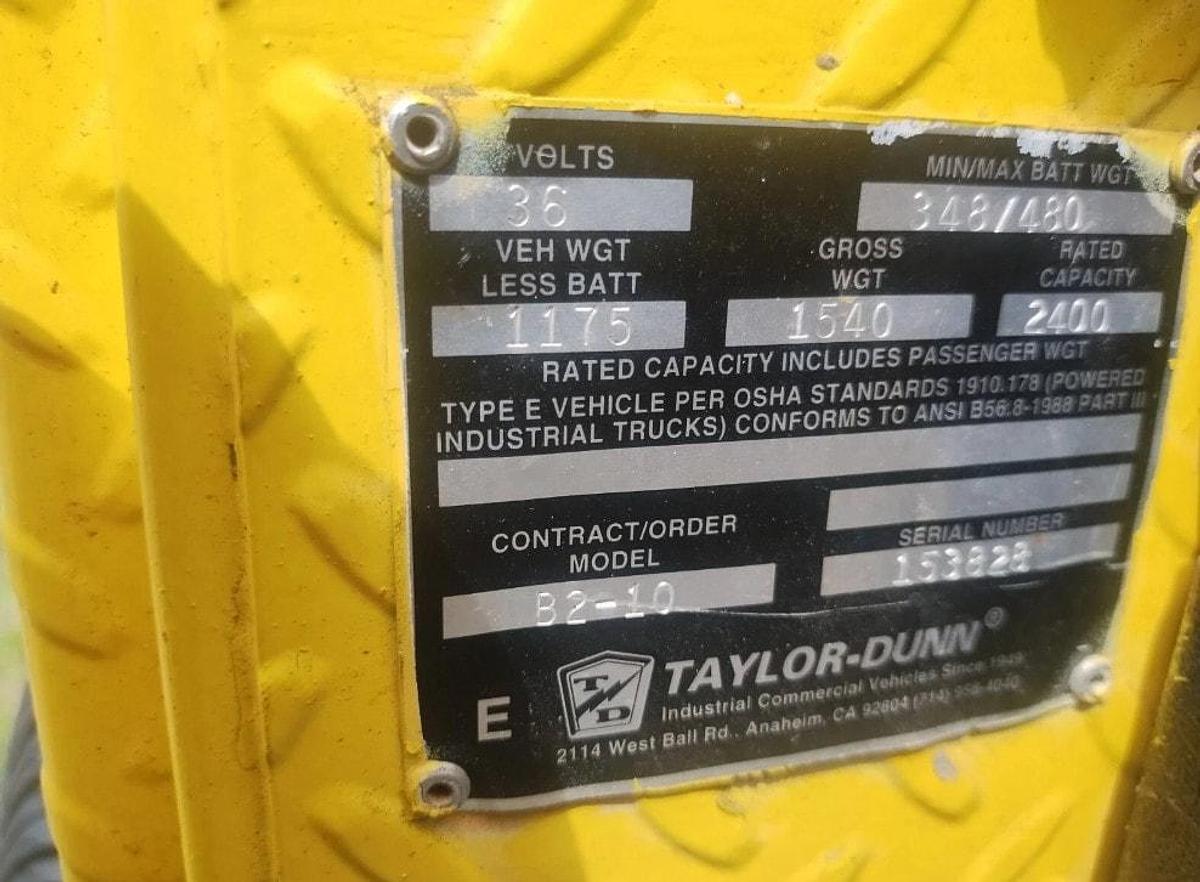 VOLTS MIN/MAX BATT WGT
36 348/480
VEH WGT GROSS RATED
LESS BATT WGT CAPACITY
1175 1540 2400
RATED CAPACITY INCLUDES PASSENGER WGT
TYPE E VEHICLE PER OSHA STANDARDS 1910.178 (POWERED
INDUSTRIAL TRUCKS) CONFORMS TO ANSI B56.8-1988 PART III
CONTRACT/ORDER SERIAL NUMBER
MODEL 153828
B2-10
E T D TAYLOR-DUNN®
Industrial Commercial Vehicles Since 1949
2114 West Ball Rd., Anaheim, CA 92804 (714) 956-4040